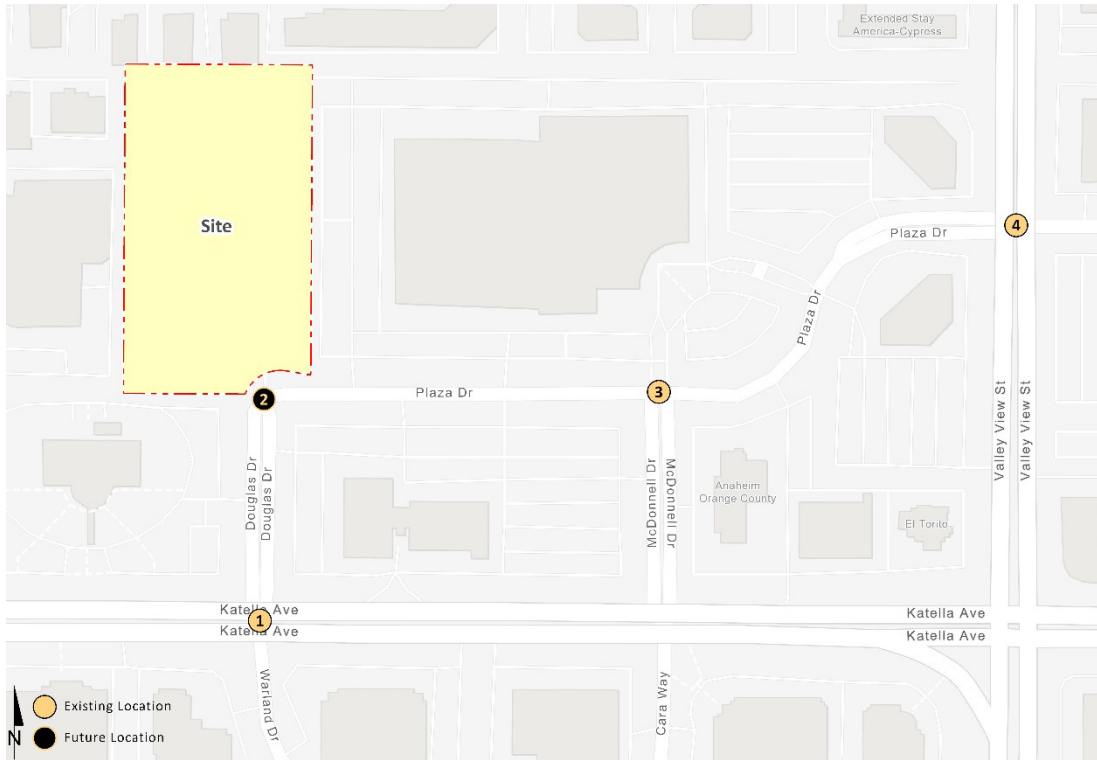 Extended Stay
America-Cypress
Site
4
Plaza Dr
Plaza Dr
2
Plaza Dr
3
Valley View St
Valley View St
Douglas Dr
Douglas Dr
McDonnell Dr
McDonnell Dr
Anaheim
Orange County
El Torito
Katella Ave
1
Katella Ave
Katella Ave
Katella Ave
Warland Dr
Cara Way
N
Existing Location
Future Location